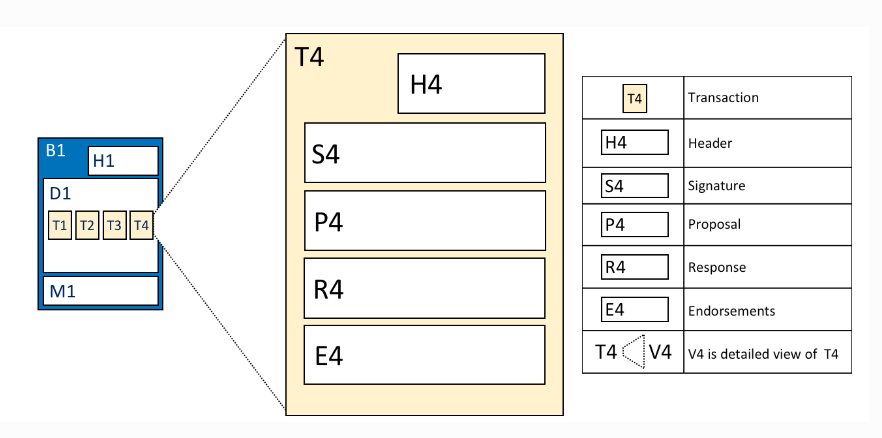 B1
H1
D1
T1 T2 T3 T4
M1
T4
H4
S4
P4
R4
E4
T4 Transaction
H4 Header
S4 Signature
P4 Proposal
R4 Response
E4 Endorsements
T4 V4 V4 is detailed view of T4